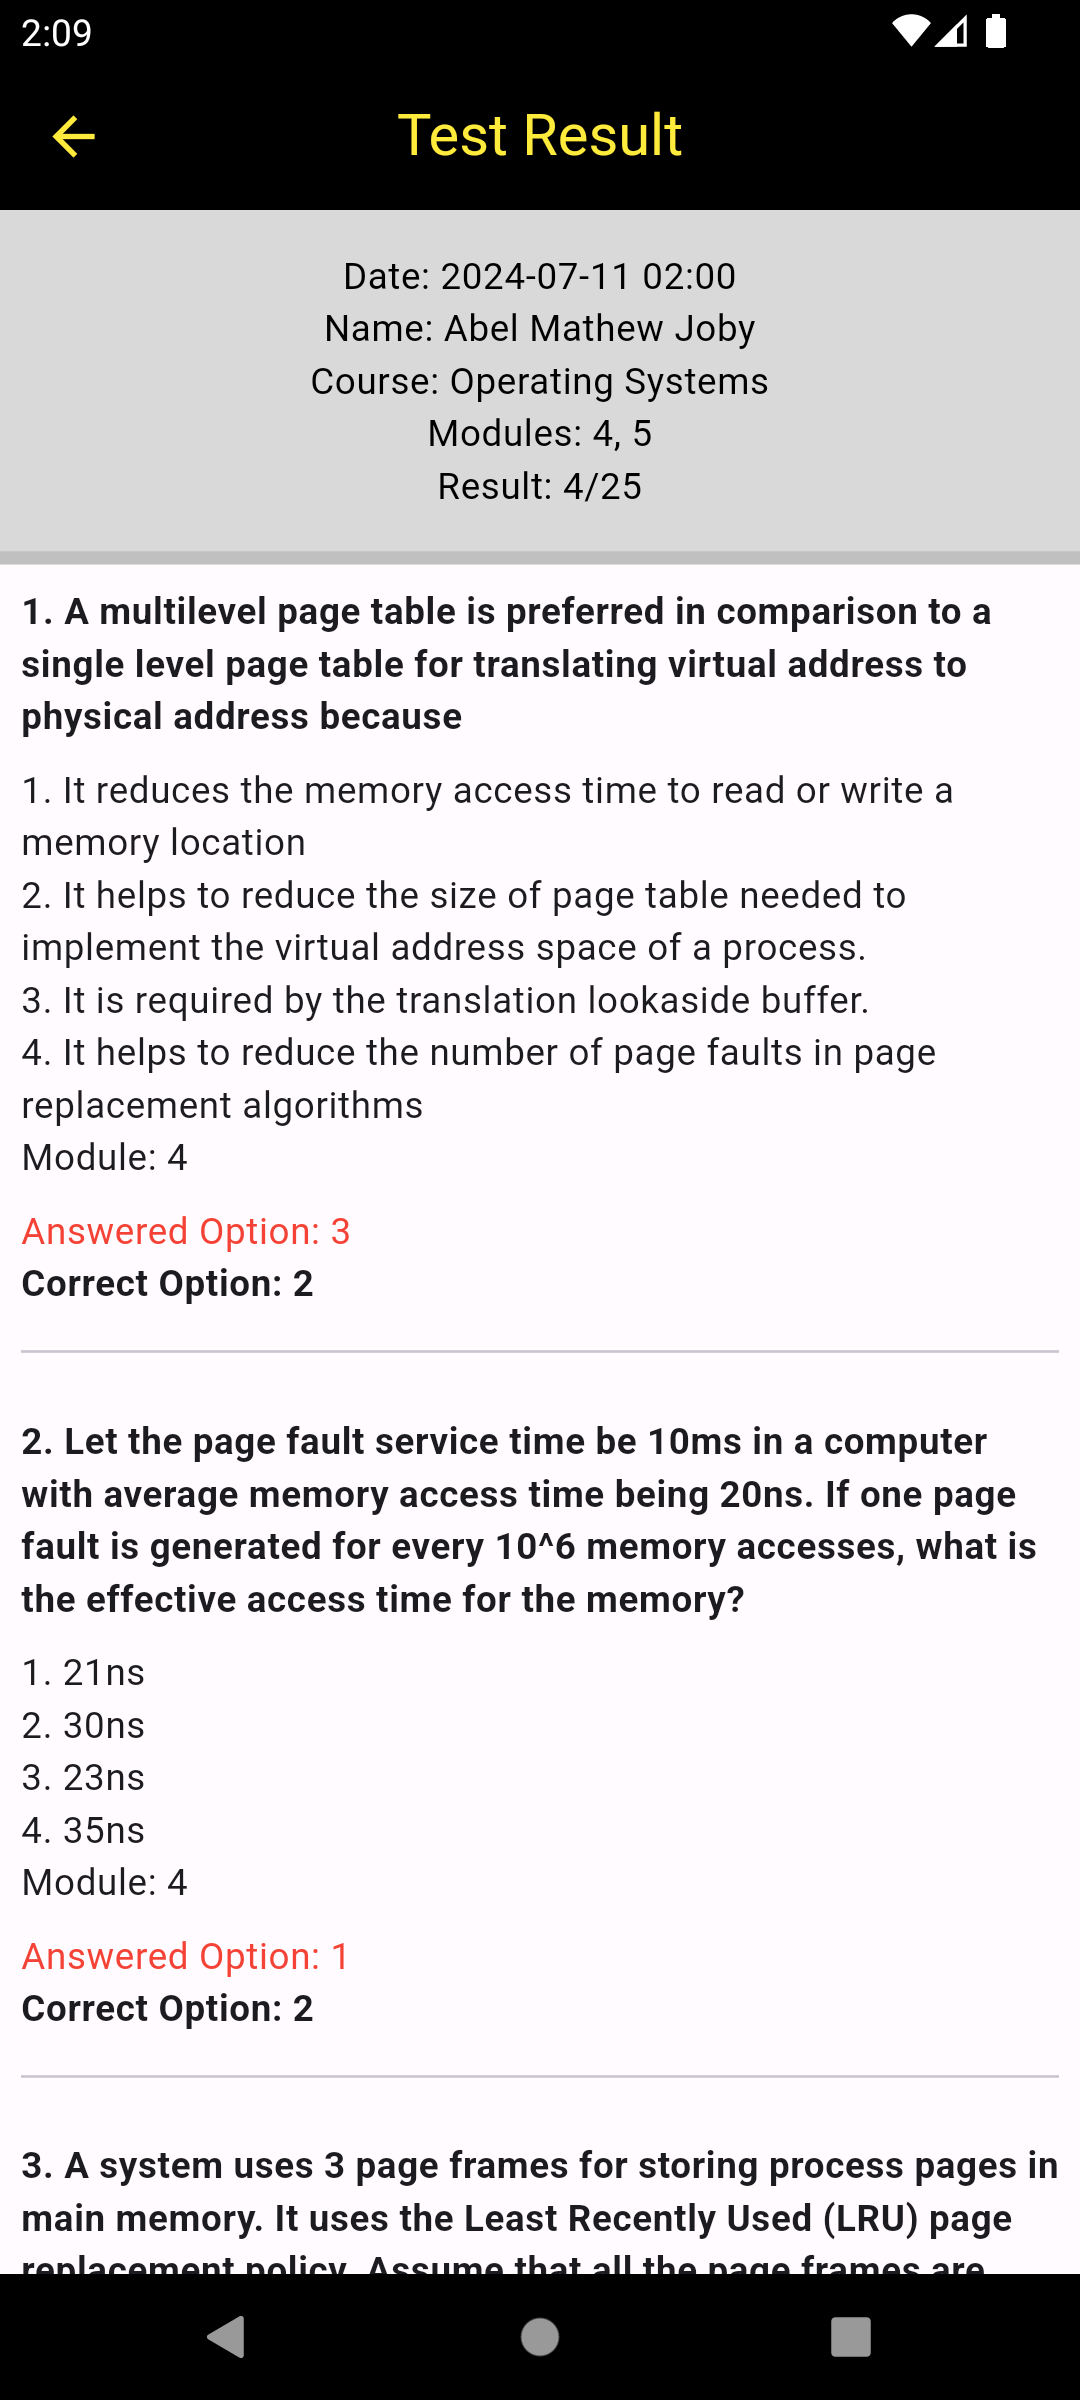 2:09
Test Result
Date: 2024-07-11 02:00
Name: Abel Mathew Joby
Course: Operating Systems
Modules: 4, 5
Result: 4/25
1. A multilevel page table is preferred in comparison to a
single level page table for translating virtual address to
physical address because
1. It reduces the memory access time to read or write a
memory location
2. It helps to reduce the size of page table needed to
implement the virtual address space of a process.
3. It is required by the translation lookaside buffer.
4. It helps to reduce the number of page faults in page
replacement algorithms
Module: 4
Answered Option: 3
Correct Option: 2
2. Let the page fault service time be 10ms in a computer
with average memory access time being 20ns. If one page
fault is generated for every 10^6 memory accesses, what is
the effective access time for the memory?
1. 21ns
2. 30ns
3. 23ns
4. 35ns
Module: 4
Answered Option: 1
Correct Option: 2
3. A system uses 3 page frames for storing process pages in
main memory. It uses the Least Recently Used (LRU) page
replacement policy. Assume that all the page frames are